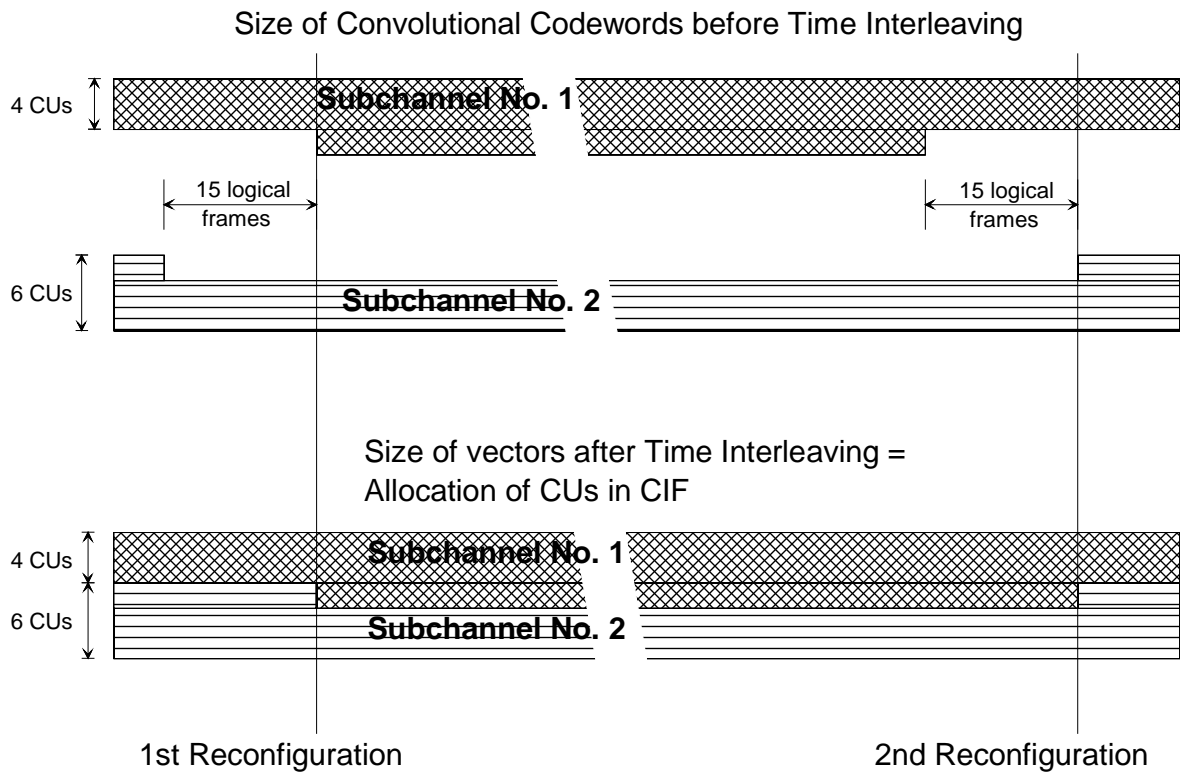 Size of Convolutional Codewords before Time Interleaving
4 CUs
Subchannel No. 1
15 logical
frames
15 logical
frames
6 CUs
Subchannel No. 2
Size of vectors after Time Interleaving =
Allocation of CUs in CIF
4 CUs
Subchannel No. 1
6 CUs
Subchannel No. 2
1st Reconfiguration
2nd Reconfiguration